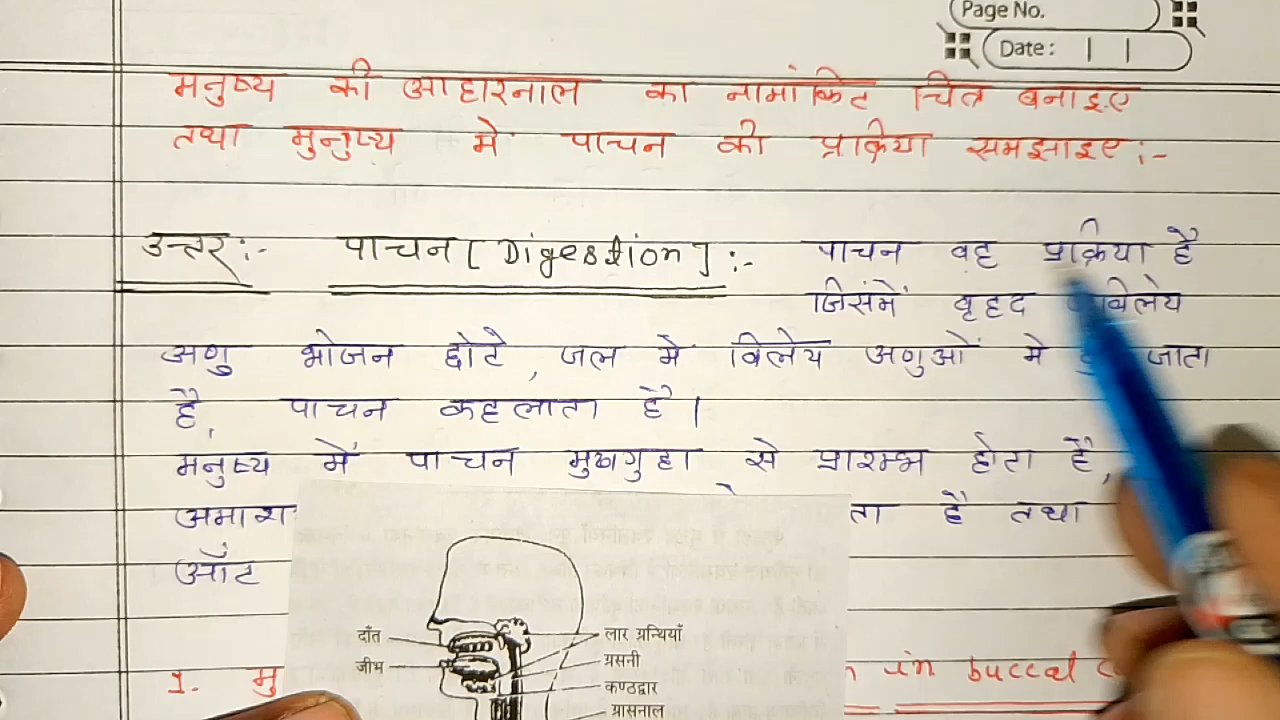 Page No.
Date: | |
मनुष्य की आहारनाल का नामांकित चित्र बनाइए
तथा मुनुष्य मे पाचन की प्रक्रिया समझाइए:-
उत्तर:- पाचन [Digestion]:- पाचन वह प्रक्रिया है
जिसमें वृहद
अणु भोजन छोटे, जल मे विलेय अणुओं मे जाता
है, पाचन कहलाता है।
मनुष्य में पाचन मुखगुहा से प्रारम्भ होता है,
ता है तथा
आँत
दाँत
लार ग्रन्थियाँ
जीभ
ग्रसनी
कण्ठद्वार
ग्रासनाल
1. मु in buccal